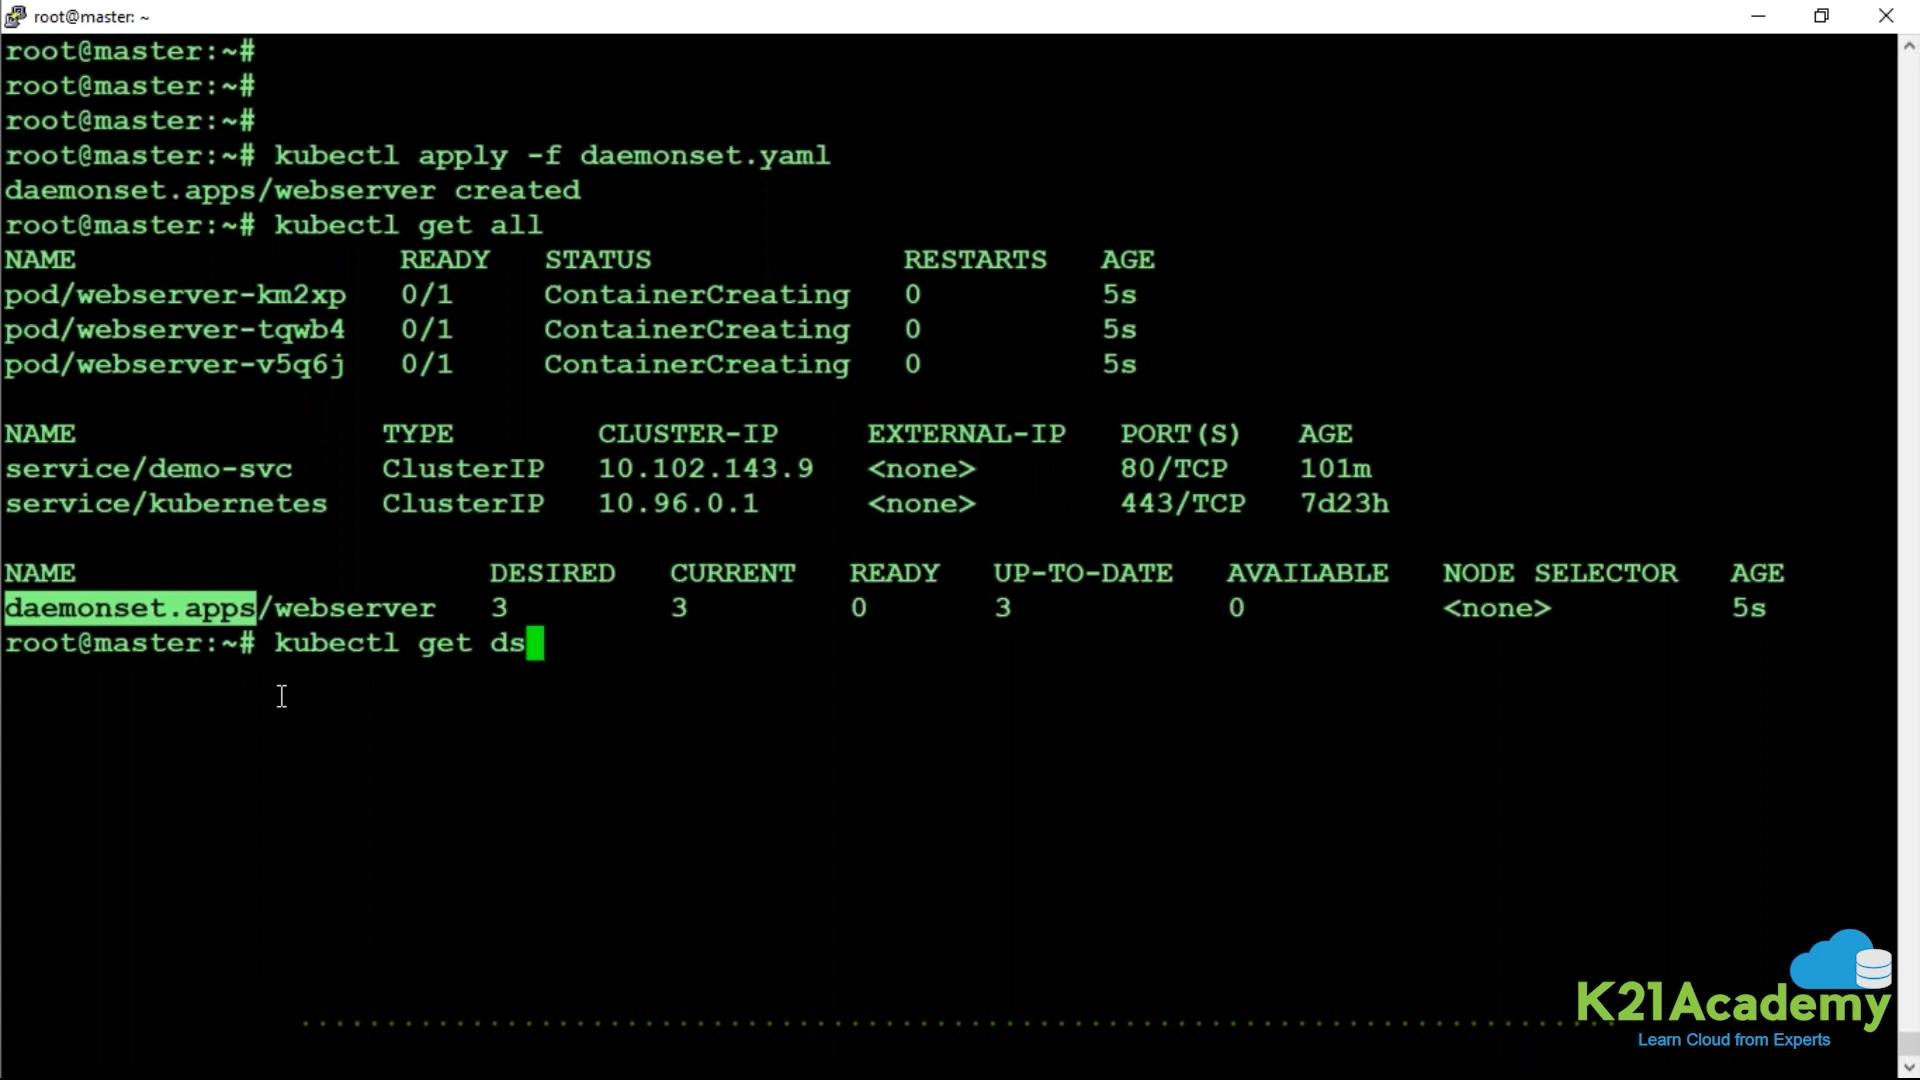 root@master: ~
root@master:~#
root@master:~#
root@master:~#
root@master:~# kubectl apply -f daemonset.yaml
daemonset.apps/webserver created
root@master:~# kubectl get all
NAME READY STATUS RESTARTS AGE
pod/webserver-km2xp 0/1 ContainerCreating 0 5s
pod/webserver-tqwb4 0/1 ContainerCreating 0 5s
pod/webserver-v5q6j 0/1 ContainerCreating 0 5s
NAME TYPE CLUSTER-IP EXTERNAL-IP PORT(S) AGE
service/demo-svc ClusterIP 10.102.143.9 <none> 80/TCP 101m
service/kubernetes ClusterIP 10.96.0.1 <none> 443/TCP 7d23h
NAME DESIRED CURRENT READY UP-TO-DATE AVAILABLE NODE SELECTOR AGE
daemonset.apps/webserver 3 3 0 3 0 <none> 5s
root@master:~# kubectl get ds
K21Academy
Learn Cloud from Experts